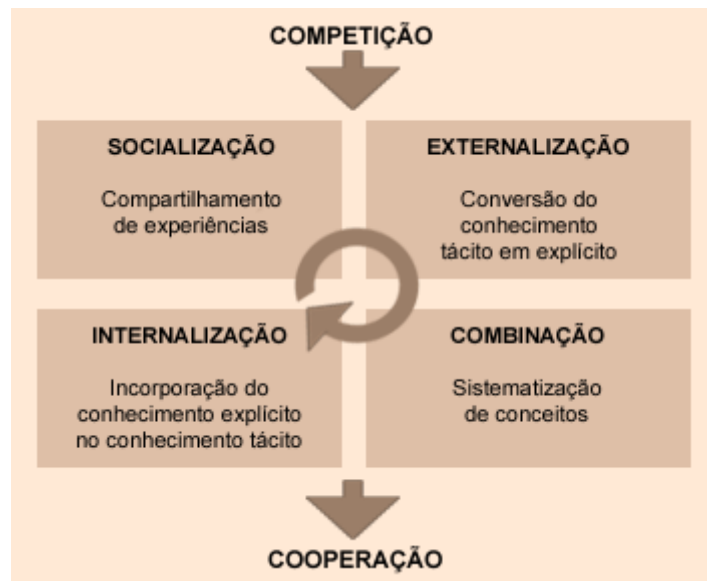 COMPETIÇÃO
SOCIALIZAÇÃO
Compartilhamento
de experiências
EXTERNALIZAÇÃO
Conversão do
conhecimento
tácito em explícito
INTERNALIZAÇÃO
Incorporação do
conhecimento explícito
no conhecimento tácito
COMBINAÇÃO
Sistematização
de conceitos
COOPERAÇÃO